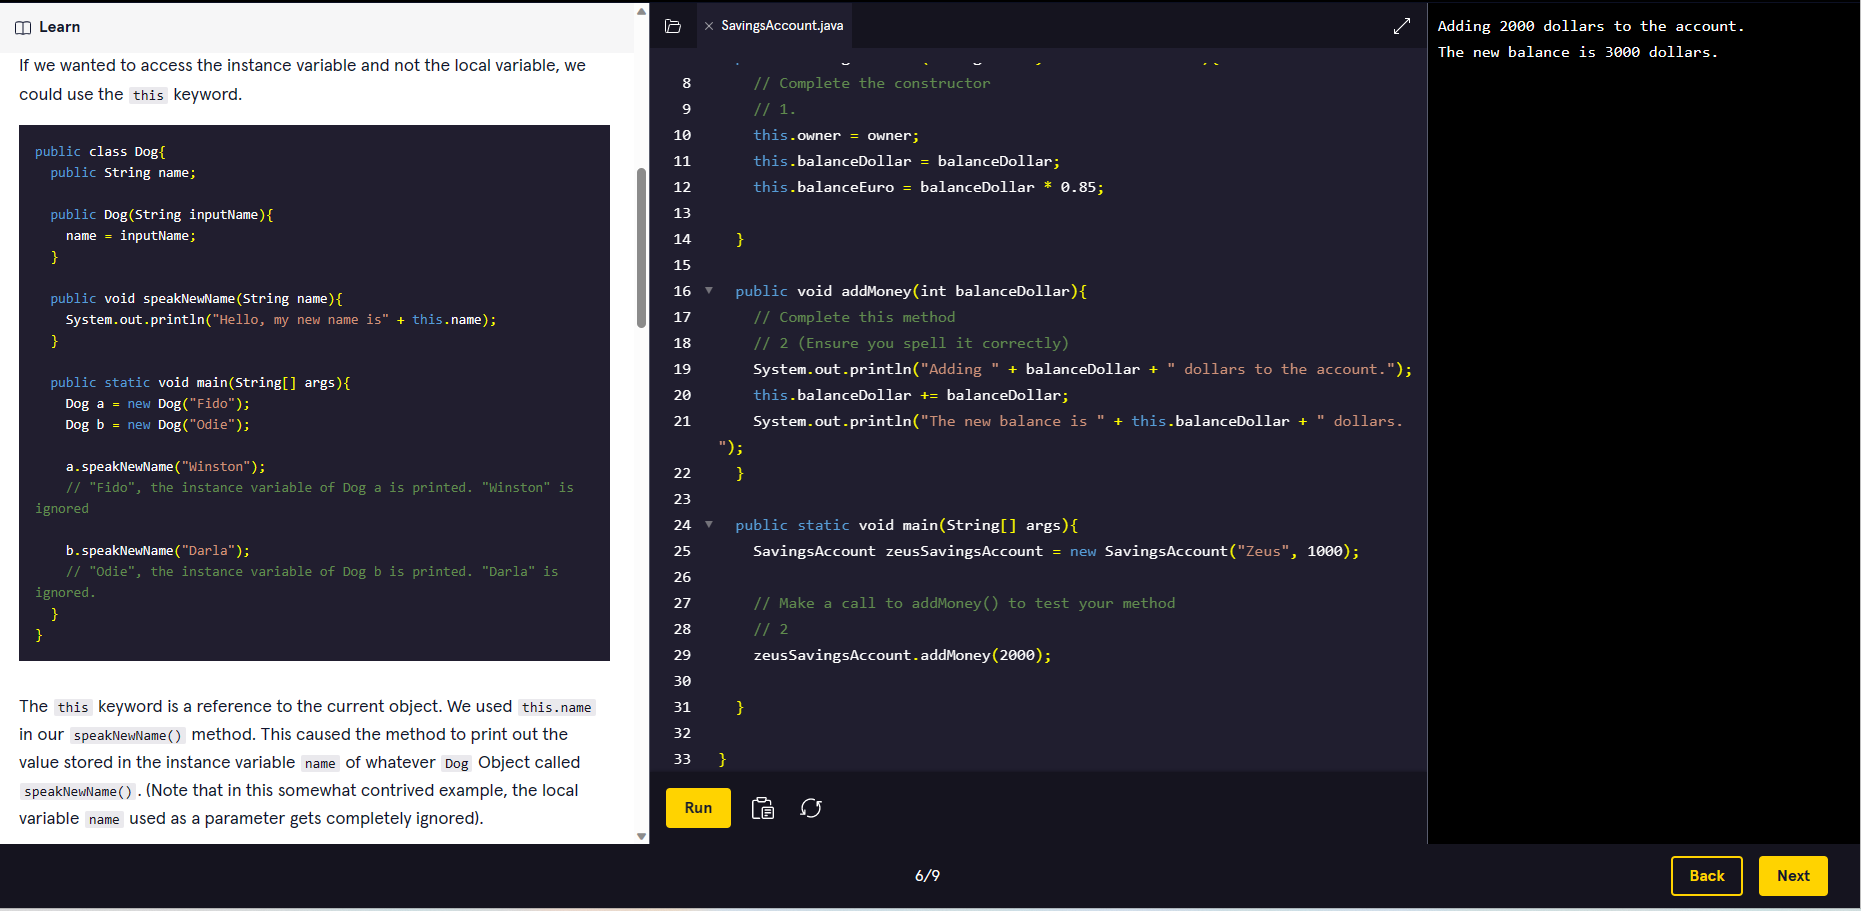 Learn
If we wanted to access the instance variable and not the local variable, we
could use the this keyword.
public class Dog{
public String name;
public Dog(String inputName){
name = inputName;
}
public void speakNewName(String name){
System.out.println("Hello, my new name is" + this.name);
}
public static void main(String[] args){
Dog a = new Dog("Fido");
Dog b = new Dog("Odie");
a.speakNewName("Winston");
// "Fido", the instance variable of Dog a is printed. "Winston" is
ignored
b.speakNewName("Darla");
// "Odie", the instance variable of Dog b is printed. "Darla" is
ignored.
}
}
The this keyword is a reference to the current object. We used this.name
in our speakNewName() method. This caused the method to print out the
value stored in the instance variable name of whatever Dog Object called
speakNewName(). (Note that in this somewhat contrived example, the local
variable name used as a parameter gets completely ignored).
× SavingsAccount.java
8 // Complete the constructor
9 // 1.
10 this.owner = owner;
11 this.balanceDollar = balanceDollar;
12 this.balanceEuro = balanceDollar * 0.85;
13
14 }
15
16 public void addMoney(int balanceDollar){
17 // Complete this method
18 // 2 (Ensure you spell it correctly)
19 System.out.println("Adding " + balanceDollar + " dollars to the account.");
20 this.balanceDollar += balanceDollar;
21 System.out.println("The new balance is " + this.balanceDollar + " dollars.
");
22 }
23
24 public static void main(String[] args){
25 SavingsAccount zeusSavingsAccount = new SavingsAccount("Zeus", 1000);
26
27 // Make a call to addMoney() to test your method
28 // 2
29 zeusSavingsAccount.addMoney(2000);
30
31 }
32
33 }
Run
Adding 2000 dollars to the account.
The new balance is 3000 dollars.
6/9
Back
Next